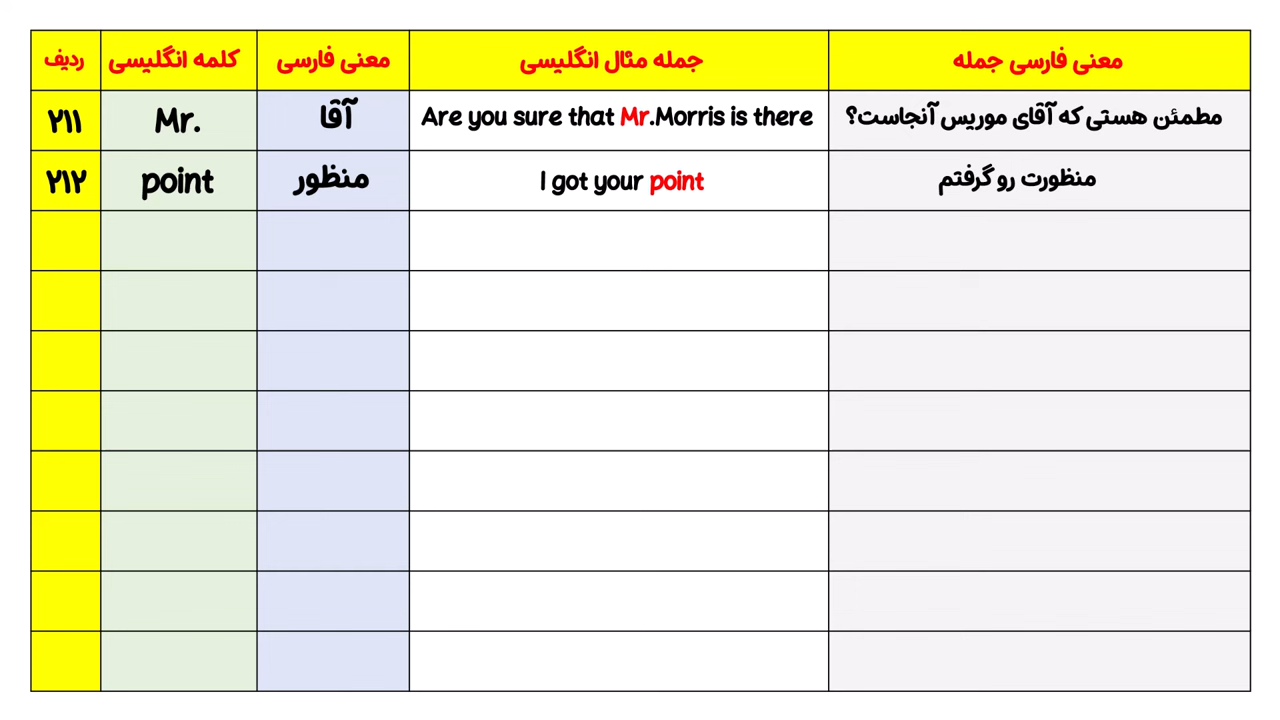 ردیف کلمه انگلیسی معنی فارسی جمله مثال انگلیسی معنی فارسی جمله
۲۱۱ Mr. آقا Are you sure that Mr.Morris is there مطمئن هستی که آقای موریس آنجاست؟
۲۱۲ point منظور I got your point منظورت رو گرفتم